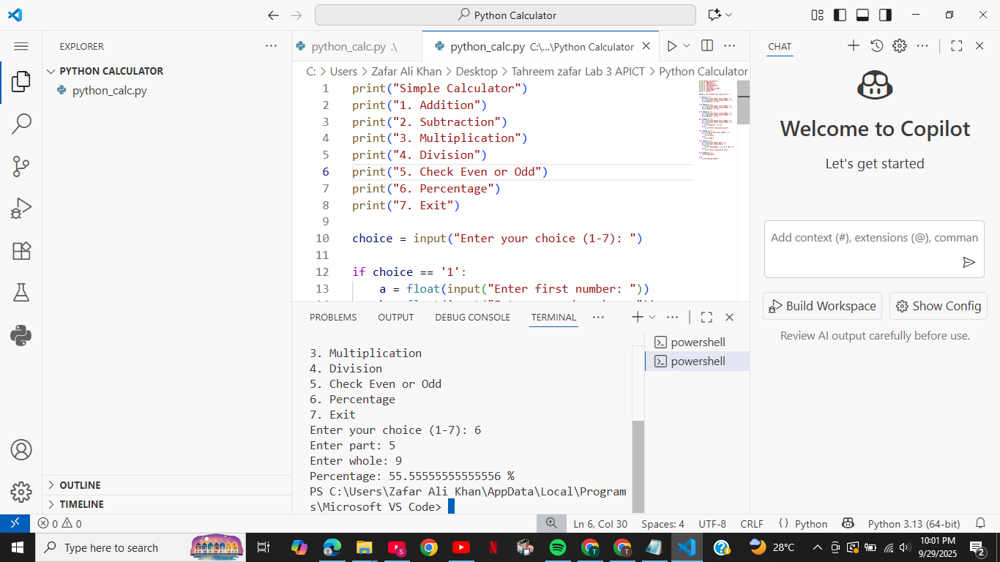 Python Calculator
EXPLORER
PYTHON CALCULATOR
python_calc.py
OUTLINE
TIMELINE
python_calc.py .\
python_calc.py C:\...\Python Calculator
C: > Users > Zafar Ali Khan > Desktop > Tahreem zafar Lab 3 APICT > Python Calculator
1 print("Simple Calculator")
2 print("1. Addition")
3 print("2. Subtraction")
4 print("3. Multiplication")
5 print("4. Division")
6 print("5. Check Even or Odd")
7 print("6. Percentage")
8 print("7. Exit")
9
10 choice = input("Enter your choice (1-7): ")
11
12 if choice == '1':
13 a = float(input("Enter first number: "))
PROBLEMS OUTPUT DEBUG CONSOLE TERMINAL
3. Multiplication
4. Division
5. Check Even or Odd
6. Percentage
7. Exit
Enter your choice (1-7): 6
Enter part: 5
Enter whole: 9
Percentage: 55.55555555555556 %
PS C:\Users\Zafar Ali Khan\AppData\Local\Program
s\Microsoft VS Code>
powershell
powershell
CHAT
Welcome to Copilot
Let's get started
Add context (#), extensions (@), comman
Build Workspace
Show Config
Review AI output carefully before use.
0 0
Ln 6, Col 30 Spaces: 4 UTF-8 CRLF {} Python Python 3.13 (64-bit)
Type here to search
28°C
10:01 PM
9/29/2025
2